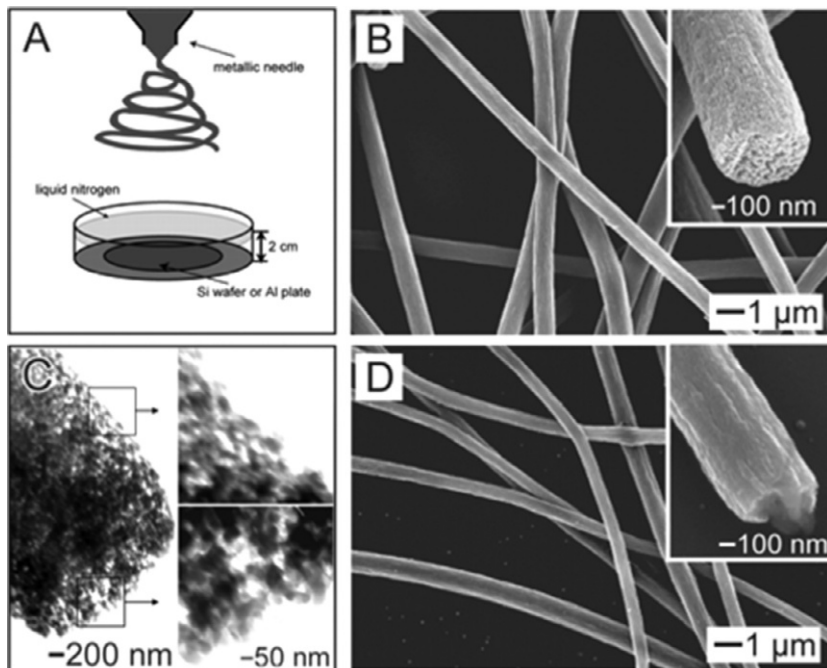 A
metallic needle
liquid nitrogen
2 cm
Si wafer or Al plate
B
100 nm
1 µm
C
200 nm
50 nm
D
100 nm
1 µm